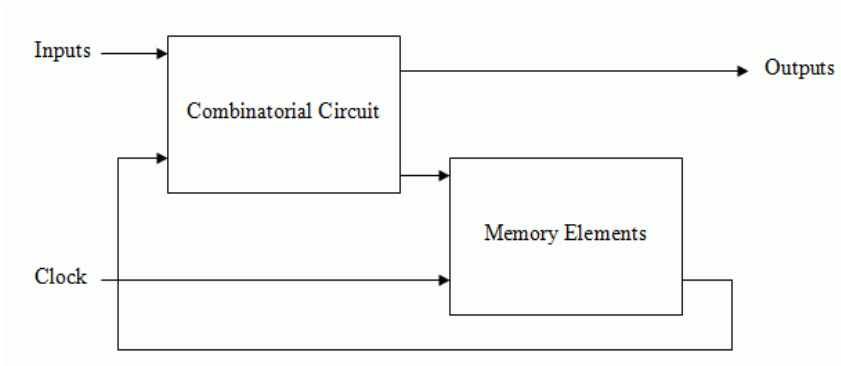 Inputs
Outputs
Combinatorial Circuit
Memory Elements
Clock